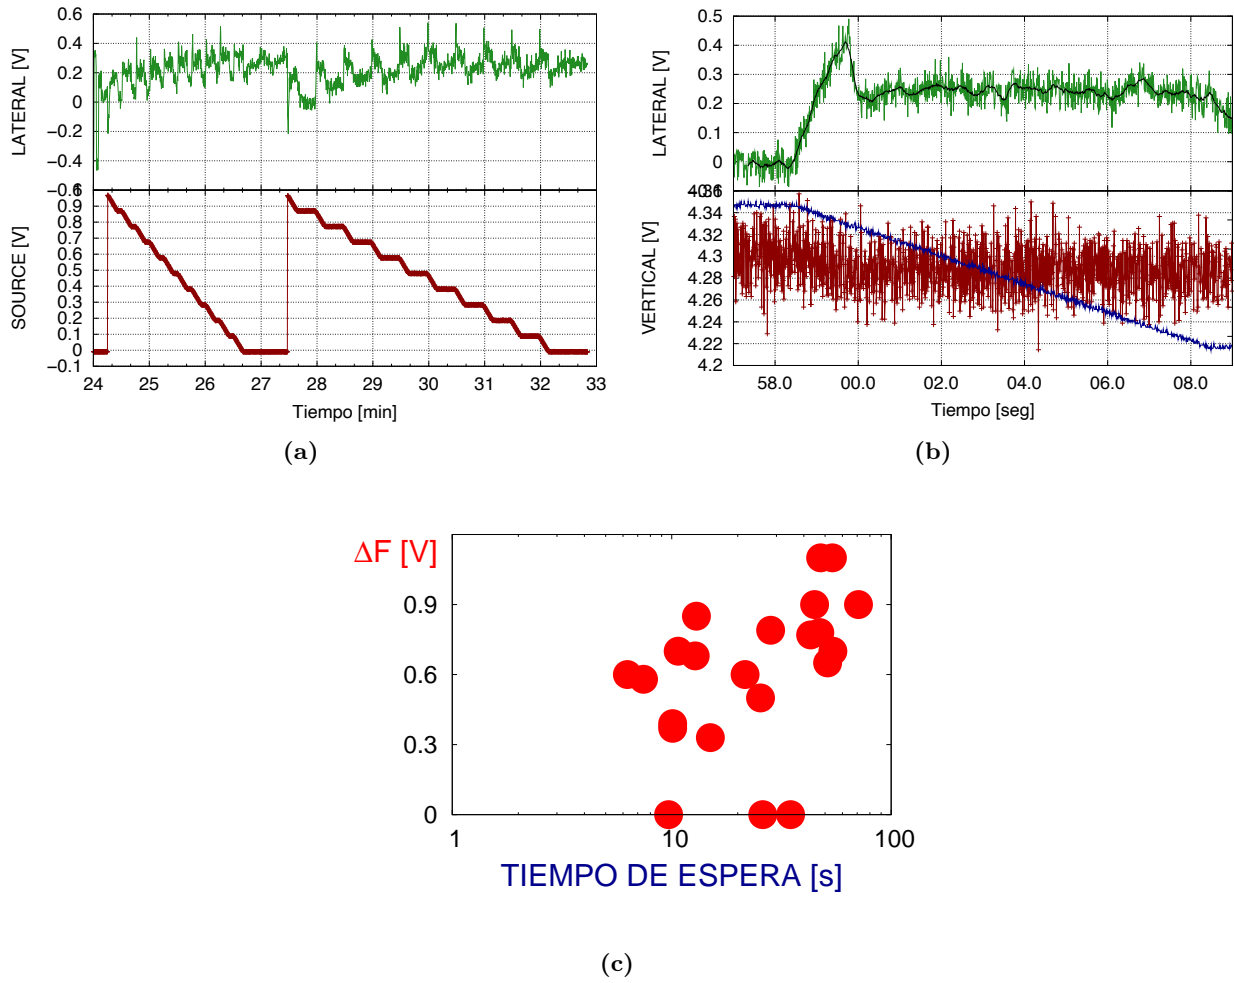 0.6
0.4
0.2
0
−0.2
−0.4
−0.6
LATERAL [V]
1
0.9
0.8
0.7
0.6
0.5
0.4
0.3
0.2
0.1
0
−0.1
SOURCE [V]
24 25 26 27 28 29 30 31 32 33
Tiempo [min]
(a)
0.5
0.4
0.3
0.2
0.1
0
LATERAL [V]
4.36
4.34
4.32
4.3
4.28
4.26
4.24
4.22
4.2
VERTICAL [V]
58.0 00.0 02.0 04.0 06.0 08.0
Tiempo [seg]
(b)
ΔF [V]
0.9
0.6
0.3
0
1 10 100
TIEMPO DE ESPERA [s]
(c)